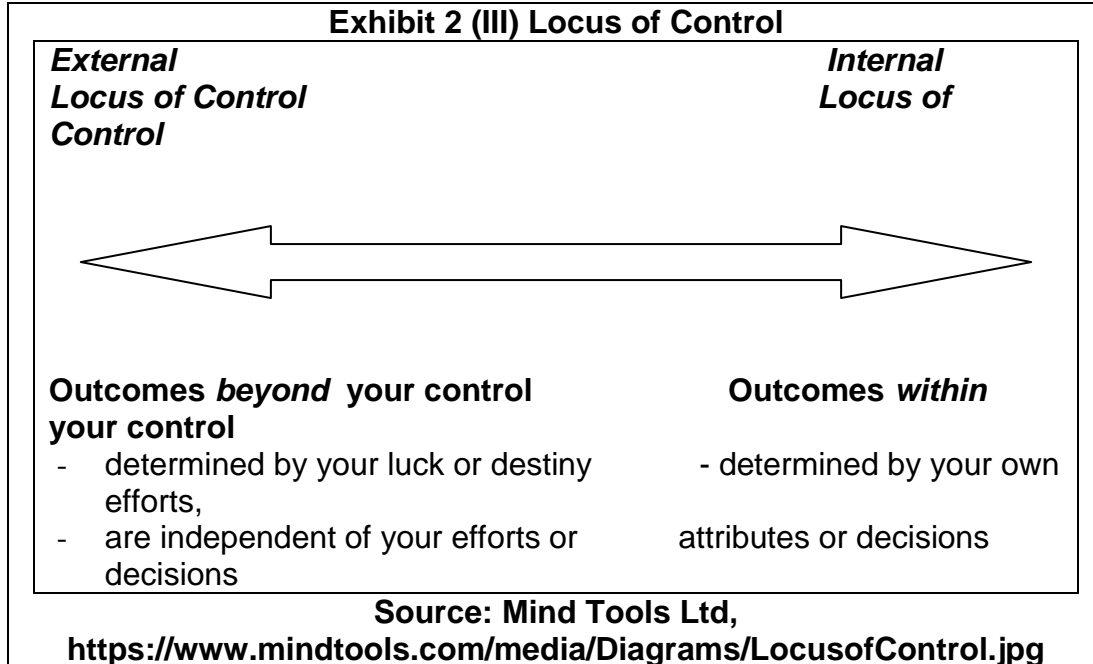 Exhibit 2 (III) Locus of Control
External Internal
Locus of Control Locus of
Control
Outcomes beyond your control Outcomes within
your control
- determined by your luck or destiny - determined by your own
efforts,
- are independent of your efforts or attributes or decisions
decisions
Source: Mind Tools Ltd,
https://www.mindtools.com/media/Diagrams/LocusofControl.jpg